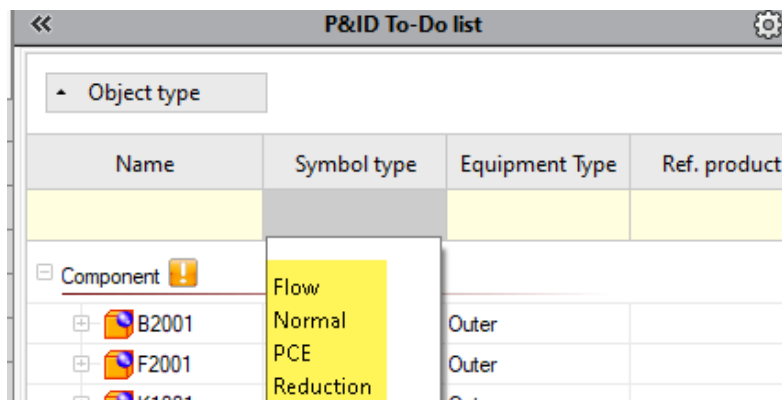 P&ID To-Do list
Object type
Name Symbol type Equipment Type Ref. product
Component
Flow
Normal
B2001 Outer
PCE
F2001 Outer
Reduction